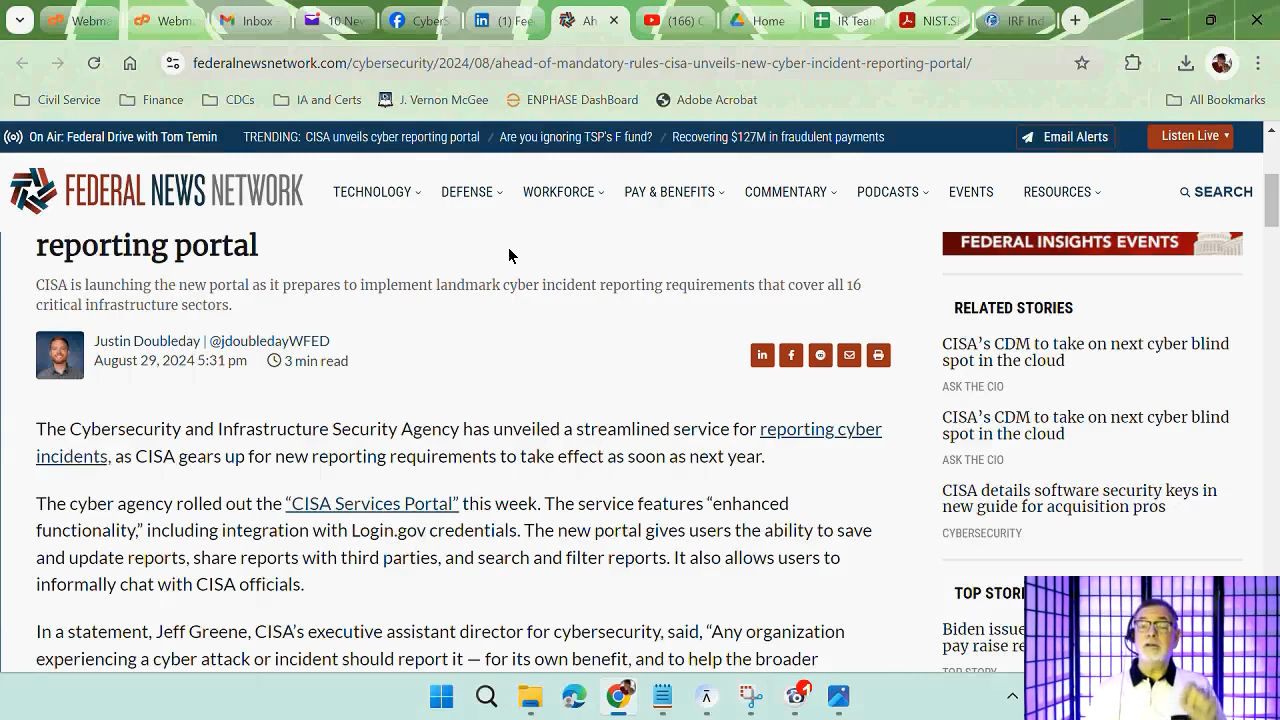 Webm
Webm
Inbox
10 New
CyberS
(1) Fee
Ah
(166) C
Home
IR Tea
NIST.S
IRF Ind
federalnewsnetwork.com/cybersecurity/2024/08/ahead-of-mandatory-rules-cisa-unveils-new-cyber-incident-reporting-portal/
Civil Service
Finance
CDCs
IA and Certs
J. Vernon McGee
ENPHASE DashBoard
Adobe Acrobat
All Bookmarks
On Air: Federal Drive with Tom Temin
TRENDING: CISA unveils cyber reporting portal / Are you ignoring TSP's F fund? / Recovering $127M in fraudulent payments
Email Alerts
Listen Live
FEDERAL NEWS NETWORK
TECHNOLOGY
DEFENSE
WORKFORCE
PAY & BENEFITS
COMMENTARY
PODCASTS
EVENTS
RESOURCES
SEARCH
reporting portal
CISA is launching the new portal as it prepares to implement landmark cyber incident reporting requirements that cover all 16
critical infrastructure sectors.
Justin Doubleday | @jdoubledayWFED
August 29, 2024 5:31 pm
3 min read
The Cybersecurity and Infrastructure Security Agency has unveiled a streamlined service for reporting cyber
incidents, as CISA gears up for new reporting requirements to take effect as soon as next year.
The cyber agency rolled out the “CISA Services Portal” this week. The service features “enhanced
functionality,” including integration with Login.gov credentials. The new portal gives users the ability to save
and update reports, share reports with third parties, and search and filter reports. It also allows users to
informally chat with CISA officials.
In a statement, Jeff Greene, CISA’s executive assistant director for cybersecurity, said, “Any organization
experiencing a cyber attack or incident should report it — for its own benefit, and to help the broader
FEDERAL INSIGHTS EVENTS
RELATED STORIES
CISA’s CDM to take on next cyber blind
spot in the cloud
ASK THE CIO
CISA’s CDM to take on next cyber blind
spot in the cloud
ASK THE CIO
CISA details software security keys in
new guide for acquisition pros
CYBERSECURITY
TOP STOR
Biden issue
pay raise re
TOP STORY